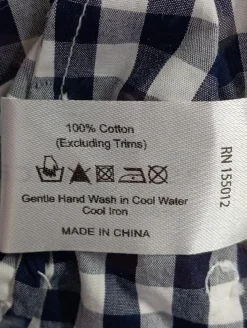 100% Cotton
(Excluding Trims)
Gentle Hand Wash in Cool Water
Cool Iron
MADE IN CHINA
RN 155012